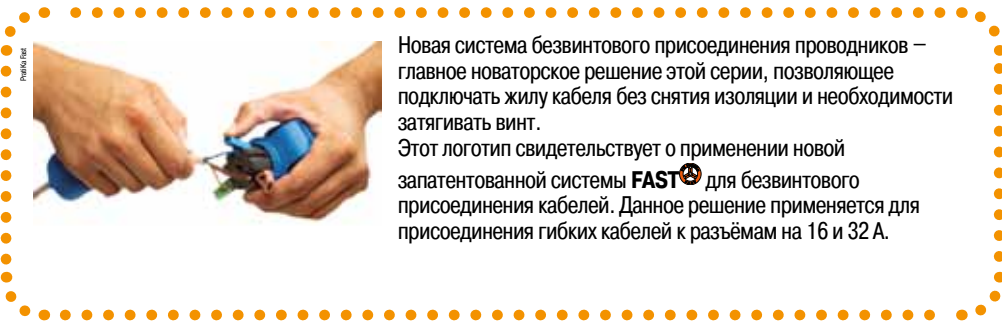 PratiKa Fast
Новая система безвинтового присоединения проводников –
главное новаторское решение этой серии, позволяющее
подключать жилу кабеля без снятия изоляции и необходимости
затягивать винт.
Этот логотип свидетельствует о применении новой
запатентованной системы FAST для безвинтового
присоединения кабелей. Данное решение применяется для
присоединения гибких кабелей к разъёмам на 16 и 32 А.